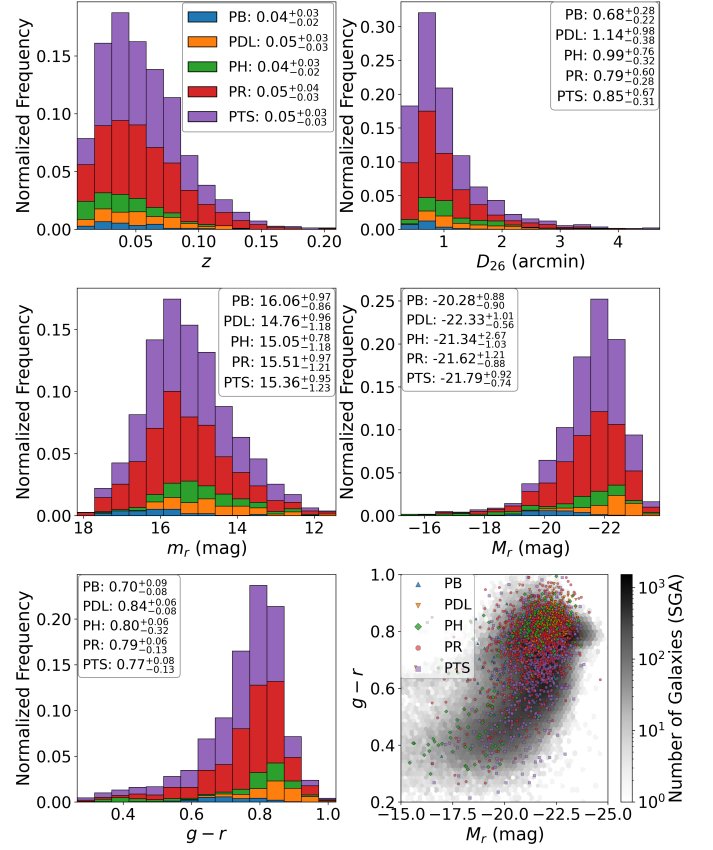 Normalized Frequency
0.15
0.10
0.05
0.00
PB: 0.04+0.03−0.02
PDL: 0.05+0.03−0.03
PH: 0.04+0.03−0.02
PR: 0.05+0.04−0.03
PTS: 0.05+0.03−0.03
0.05 0.10 0.15 0.20
z
Normalized Frequency
0.30
0.25
0.20
0.15
0.10
0.05
0.00
PB: 0.68+0.28−0.22
PDL: 1.14+0.98−0.38
PH: 0.99+0.76−0.32
PR: 0.79+0.60−0.28
PTS: 0.85+0.67−0.31
1 2 3 4
D26 (arcmin)
Normalized Frequency
0.15
0.10
0.05
0.00
PB: 16.06+0.97−0.86
PDL: 14.76+0.96−1.18
PH: 15.05+0.78−1.18
PR: 15.51+0.97−1.21
PTS: 15.36+0.95−1.23
18 16 14 12
mr (mag)
Normalized Frequency
0.25
0.20
0.15
0.10
0.05
0.00
PB: -20.28+0.88−0.90
PDL: -22.33+1.01−0.56
PH: -21.34+2.67−1.03
PR: -21.62+1.21−0.88
PTS: -21.79+0.92−0.74
−16 −18 −20 −22
Mr (mag)
Normalized Frequency
0.20
0.15
0.10
0.05
0.00
PB: 0.70+0.09−0.08
PDL: 0.84+0.06−0.08
PH: 0.80+0.06−0.32
PR: 0.79+0.06−0.13
PTS: 0.77+0.08−0.13
0.4 0.6 0.8 1.0
g − r
g − r
1.0
0.8
0.6
0.4
0.2
PB
PDL
PH
PR
PTS
−15.0 −17.5 −20.0 −22.5 −25.0
Mr (mag)
10^3
10^2
10^1
10^0
Number of Galaxies (SGA)